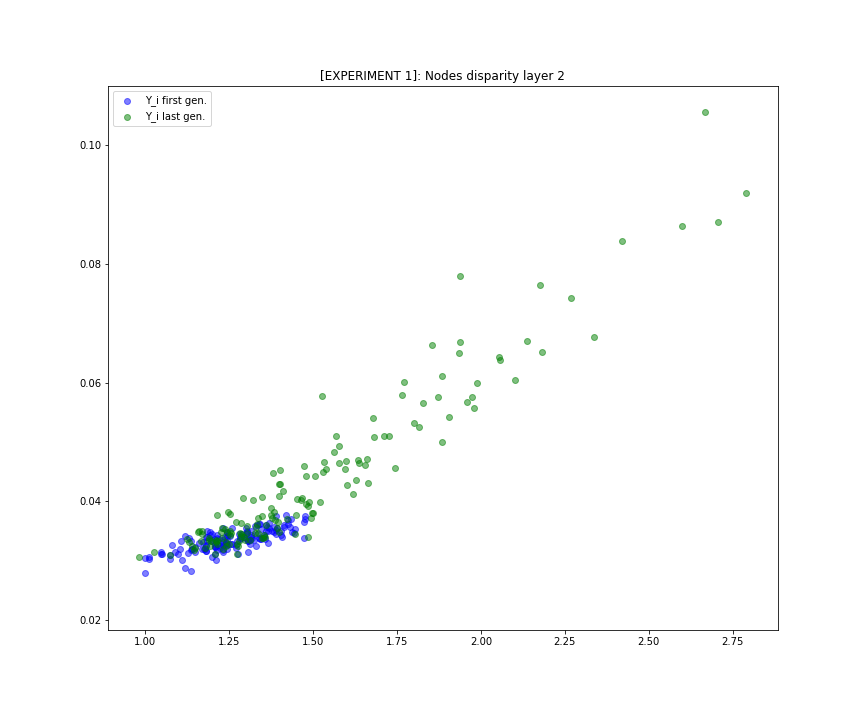 [EXPERIMENT 1]: Nodes disparity layer 2
Y_i first gen.
Y_i last gen.
0.10
0.08
0.06
0.04
0.02
1.00 1.25 1.50 1.75 2.00 2.25 2.50 2.75